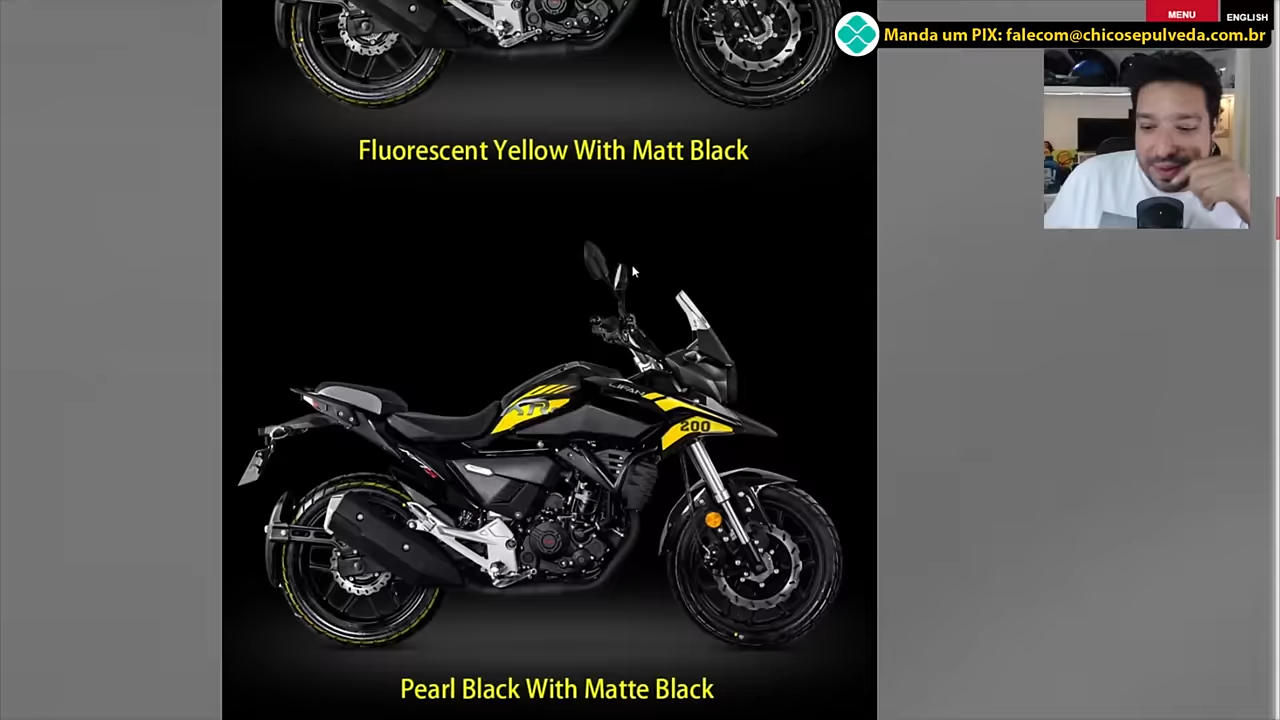 MENU
ENGLISH
Manda um PIX: falecom@chicosepulveda.com.br
Fluorescent Yellow With Matt Black
LIFAN
200
Pearl Black With Matte Black